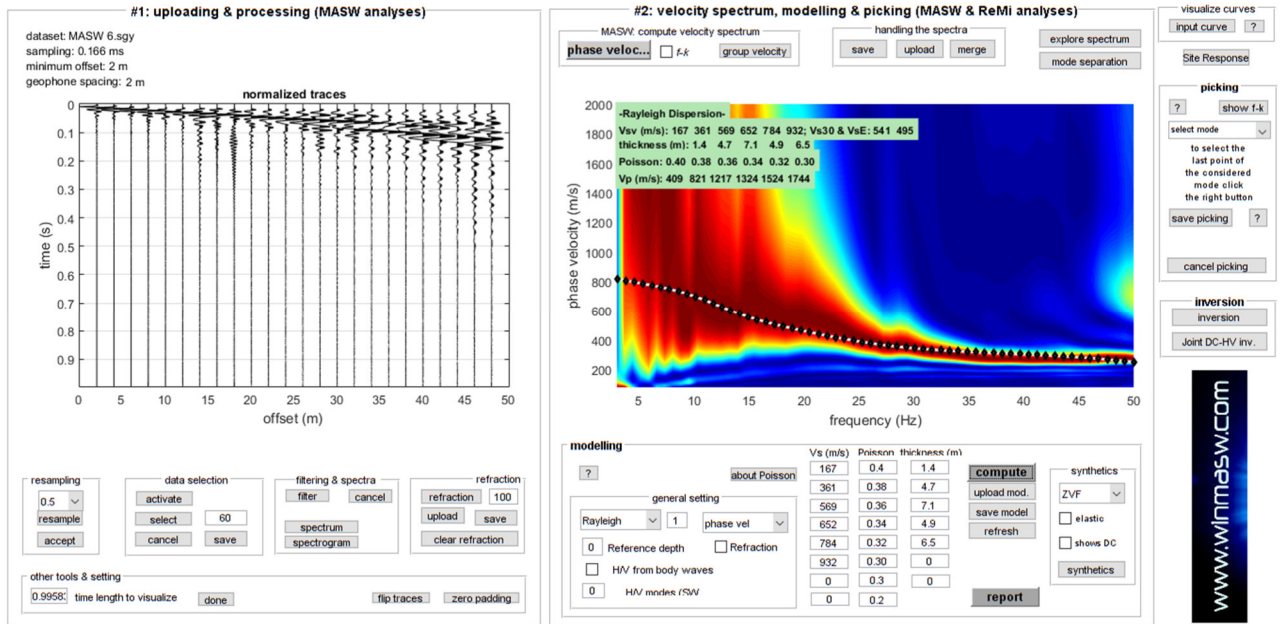 #1: uploading & processing (MASW analyses)
dataset: MASW 6.sgy
sampling: 0.166 ms
minimum offset: 2 m
geophone spacing: 2 m
normalized traces
0
0.1
0.2
0.3
0.4
0.5
0.6
0.7
0.8
0.9
time (s)
0 5 10 15 20 25 30 35 40 45 50
offset (m)
resampling
0.5
resample
accept
data selection
activate
select 60
cancel save
filtering & spectra
filter cancel
spectrum
spectrogram
refraction
refraction 100
upload save
clear refraction
other tools & setting
0.9958: time length to visualize done flip traces zero padding
#2: velocity spectrum, modelling & picking (MASW & ReMi analyses)
MASW: compute velocity spectrum
phase veloc... f-k group velocity
handling the spectra
save upload merge
explore spectrum
mode separation
-Rayleigh Dispersion-
Vsv (m/s): 167 361 569 652 784 932; Vs30 & VsE: 541 495
thickness (m): 1.4 4.7 7.1 4.9 6.5
Poisson: 0.40 0.38 0.36 0.34 0.32 0.30
Vp (m/s): 409 821 1217 1324 1524 1744
2000
1800
1600
1400
1200
1000
800
600
400
200
phase velocity (m/s)
5 10 15 20 25 30 35 40 45 50
frequency (Hz)
modelling
? about Poisson
general setting
Rayleigh 1 phase vel
0 Reference depth Refraction
H/V from body waves
0 H/V modes (SW
Vs (m/s) Poisson thickness (m)
167 0.4 1.4
361 0.38 4.7
569 0.36 7.1
652 0.34 4.9
784 0.32 6.5
932 0.30 0
0 0.3 0
0 0.2
compute
upload mod.
save model
refresh
report
synthetics
ZVF
elastic
shows DC
synthetics
visualize curves
input curve ?
Site Response
picking
? show f-k
select mode
to select the
last point of
the considered
mode click
the right button
save picking ?
cancel picking
inversion
inversion
Joint DC-HV inv.
www.winmasw.com